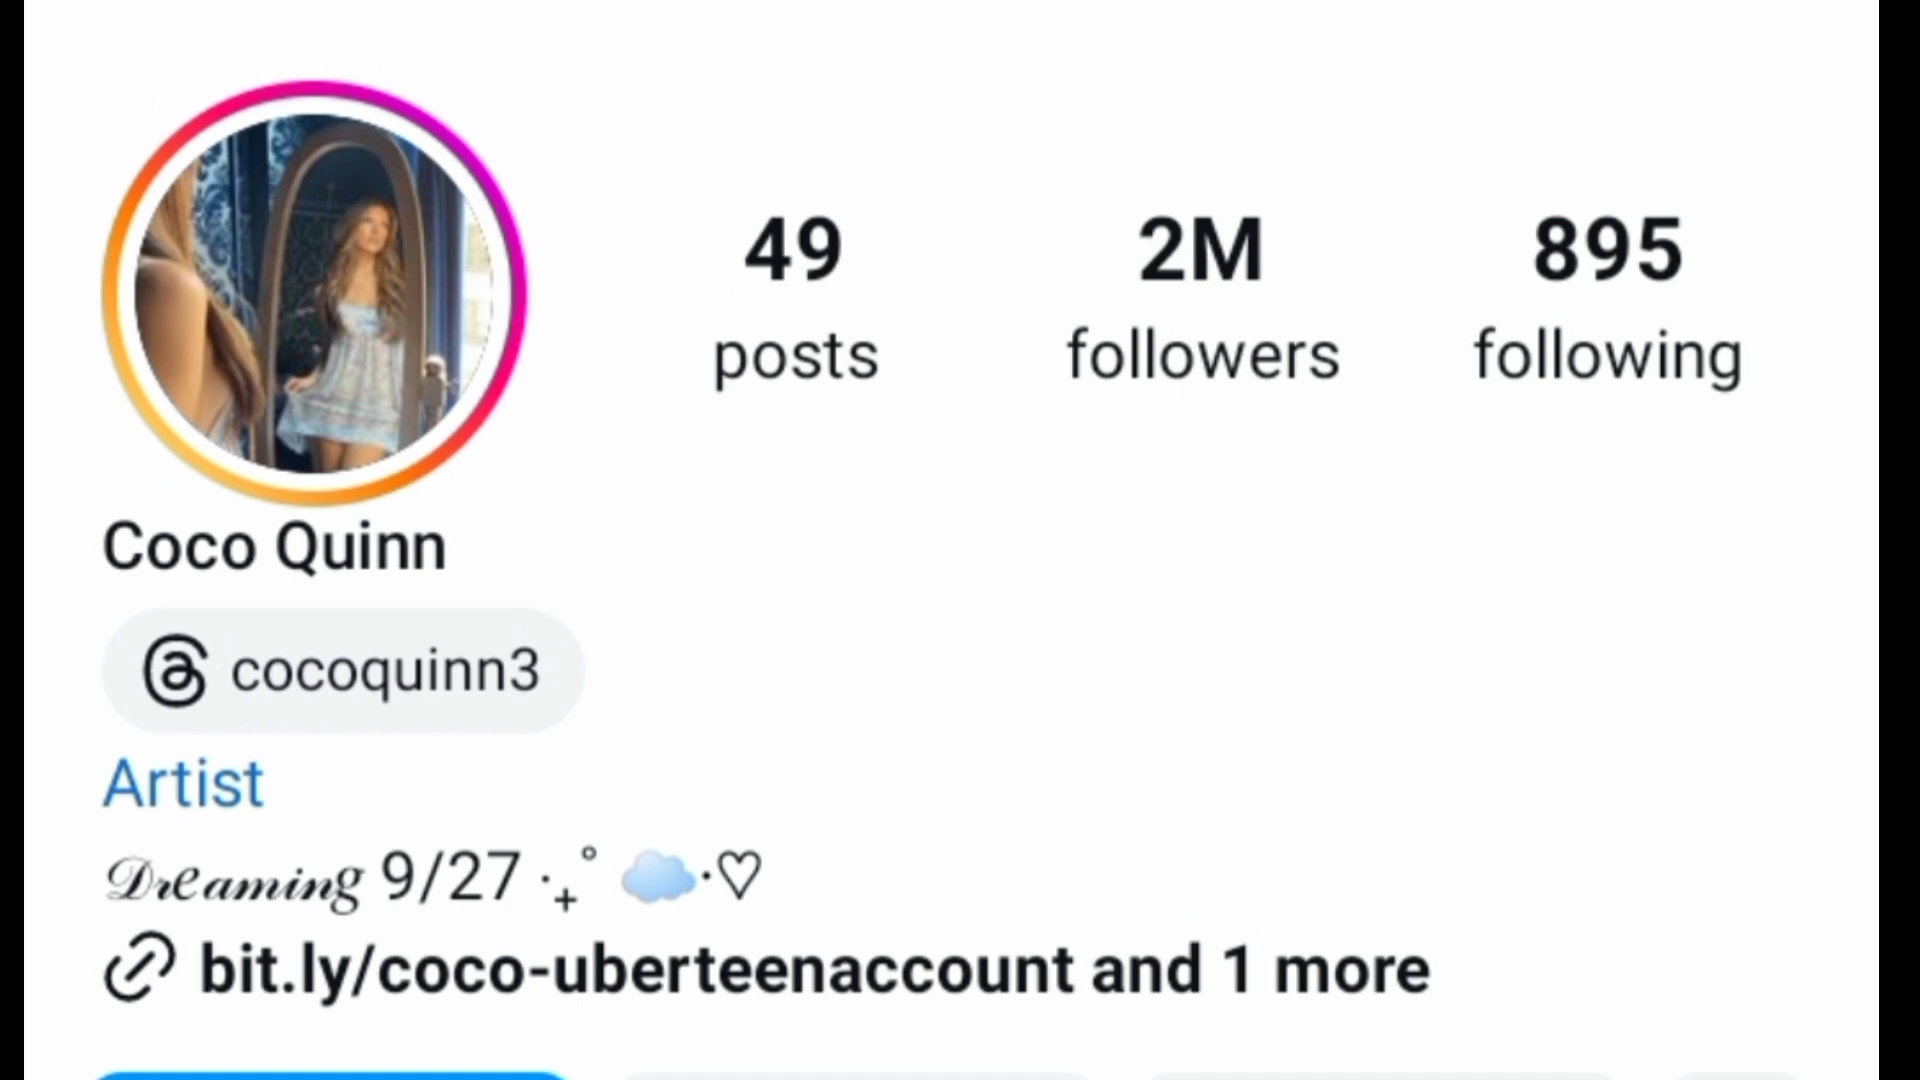 49 2M 895
posts followers following
Coco Quinn
cocoquinn3
Artist
𝒟𝓇𝑒𝒶𝓂𝒾𝓃𝑔 9/27 ‧₊˚ ☁️⋅♡
bit.ly/coco-uberteenaccount and 1 more